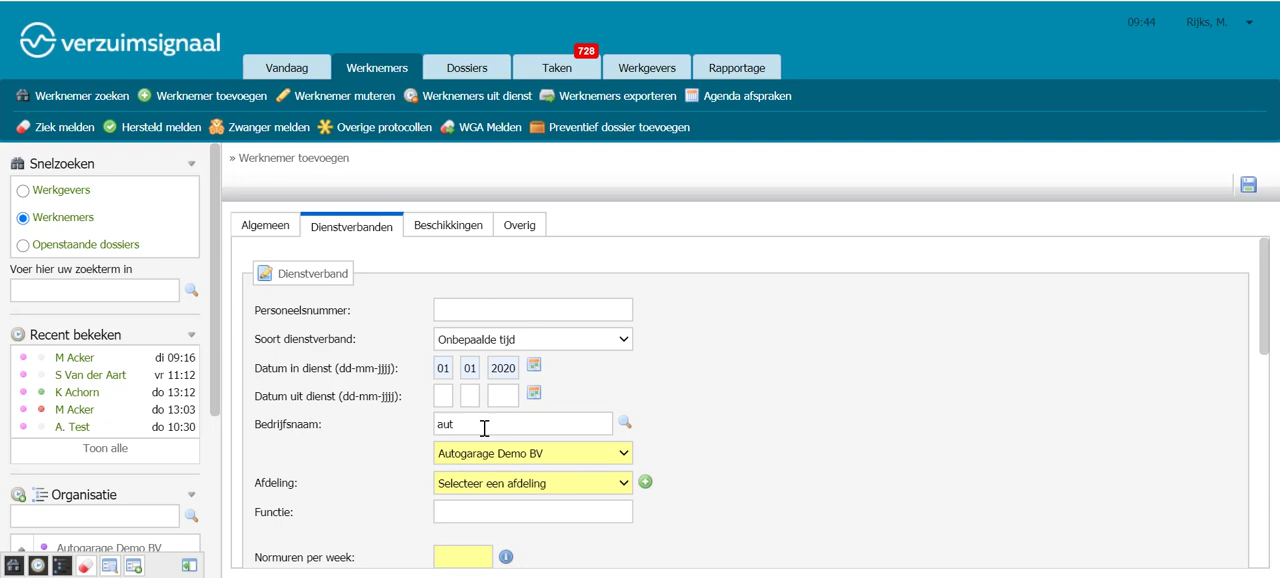 09:44 Rijks, M.
verzuimsignaal
728
Vandaag Werknemers Dossiers Taken Werkgevers Rapportage
Werknemer zoeken Werknemer toevoegen Werknemer muteren Werknemers uit dienst Werknemers exporteren Agenda afspraken
Ziek melden Hersteld melden Zwanger melden Overige protocollen WGA Melden Preventief dossier toevoegen
Snelzoeken
Werkgevers
Werknemers
Openstaande dossiers
Voer hier uw zoekterm in
Recent bekeken
M Acker di 09:16
S Van der Aart vr 11:12
K Achorn do 13:12
M Acker do 13:03
A. Test do 10:30
Toon alle
Organisatie
Autogarage Demo BV
» Werknemer toevoegen
Algemeen Dienstverbanden Beschikkingen Overig
Dienstverband
Personeelsnummer:
Soort dienstverband: Onbepaalde tijd
Datum in dienst (dd-mm-jjjj): 01 01 2020
Datum uit dienst (dd-mm-jjjj):
Bedrijfsnaam: aut
Autogarage Demo BV
Afdeling: Selecteer een afdeling
Functie:
Normuren per week: